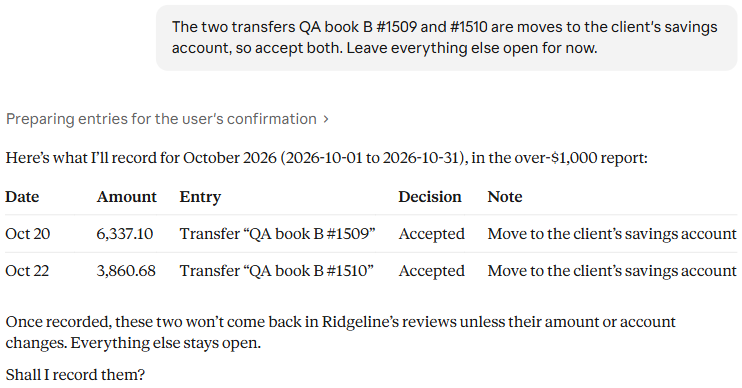 The two transfers QA book B #1509 and #1510 are moves to the client's savings
account, so accept both. Leave everything else open for now.
Preparing entries for the user's confirmation >
Here's what I'll record for October 2026 (2026-10-01 to 2026-10-31), in the over-$1,000 report:
Date Amount Entry Decision Note
Oct 20 6,337.10 Transfer “QA book B #1509” Accepted Move to the client's savings account
Oct 22 3,860.68 Transfer “QA book B #1510” Accepted Move to the client's savings account
Once recorded, these two won't come back in Ridgeline's reviews unless their amount or account
changes. Everything else stays open.
Shall I record them?